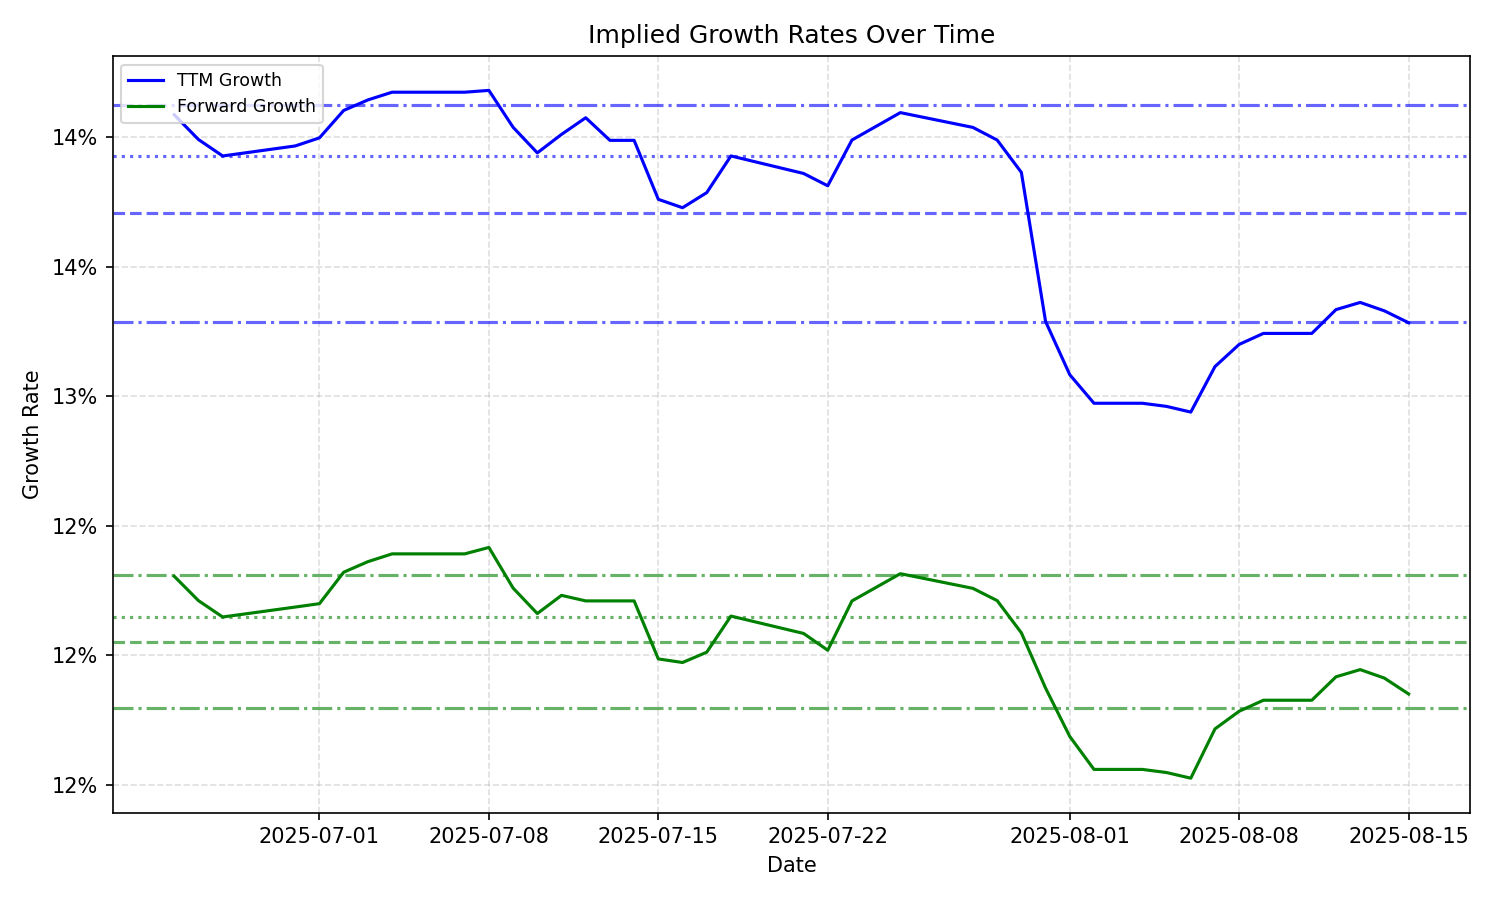 Implied Growth Rates Over Time
TTM Growth
Forward Growth
14%
14%
13%
12%
12%
12%
Growth Rate
2025-07-01
2025-07-08
2025-07-15
2025-07-22
2025-08-01
2025-08-08
2025-08-15
Date